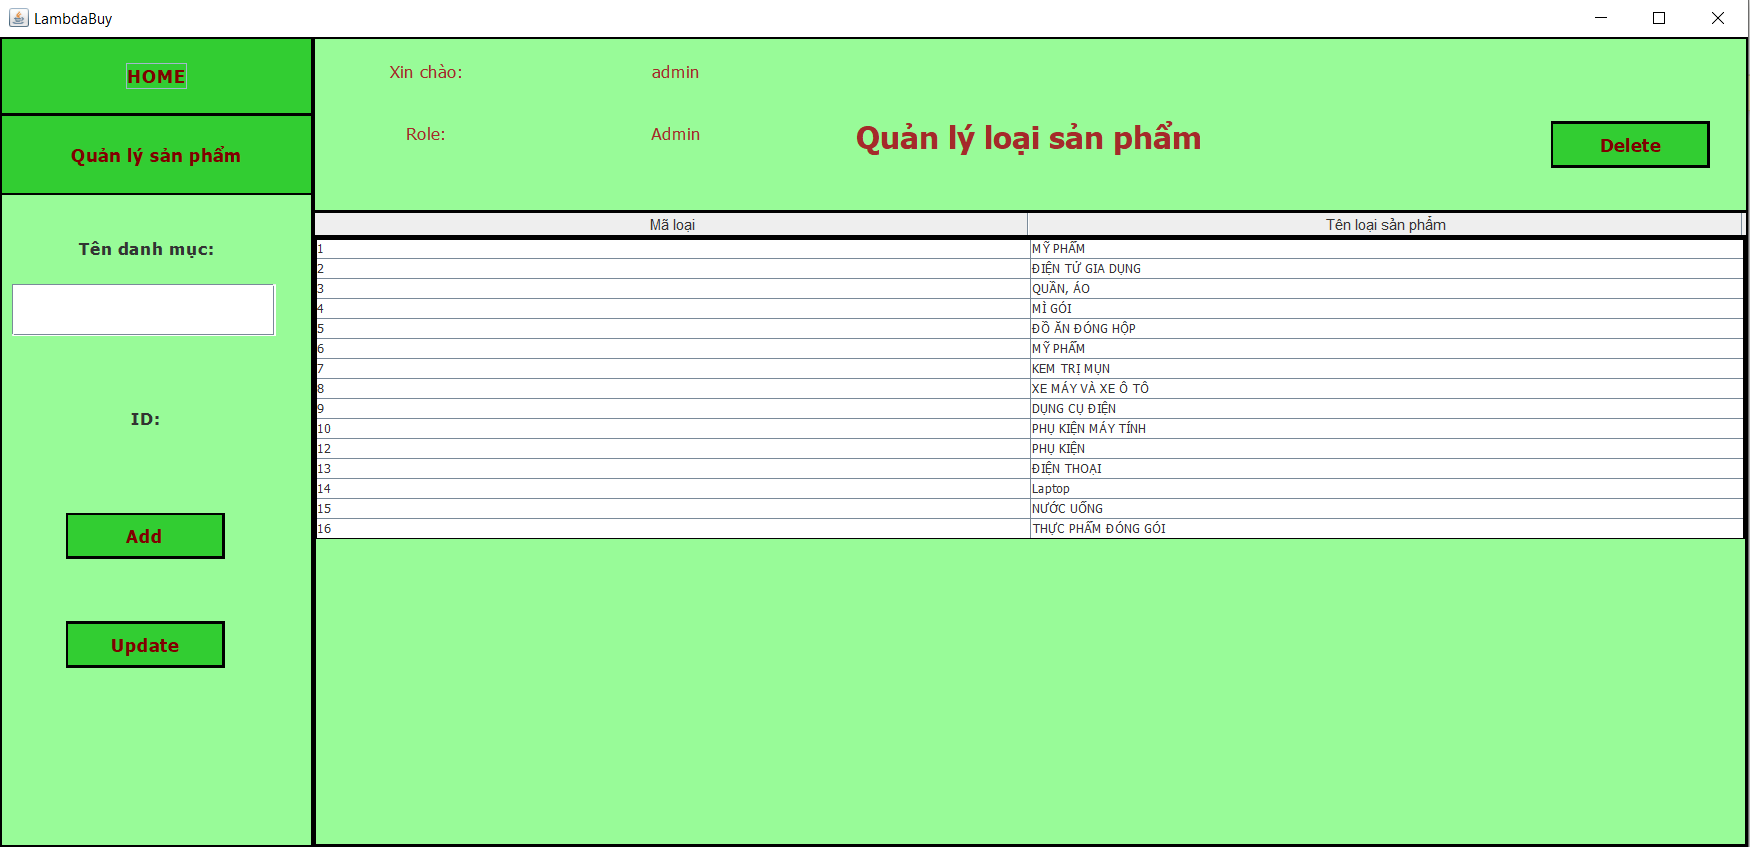 LambdaBuy
HOME
Quản lý sản phẩm
Tên danh mục:
ID:
Add
Update
Xin chào: admin
Role: Admin
Quản lý loại sản phẩm
Delete
Mã loại Tên loại sản phẩm
1 MỸ PHẨM
2 ĐIỆN TỬ GIA DỤNG
3 QUẦN, ÁO
4 MÌ GÓI
5 ĐỒ ĂN ĐÓNG HỘP
6 MỸ PHẨM
7 KEM TRỊ MỤN
8 XE MÁY VÀ XE Ô TÔ
9 DỤNG CỤ ĐIỆN
10 PHỤ KIỆN MÁY TÍNH
12 PHỤ KIỆN
13 ĐIỆN THOẠI
14 Laptop
15 NƯỚC UỐNG
16 THỰC PHẨM ĐÓNG GÓI